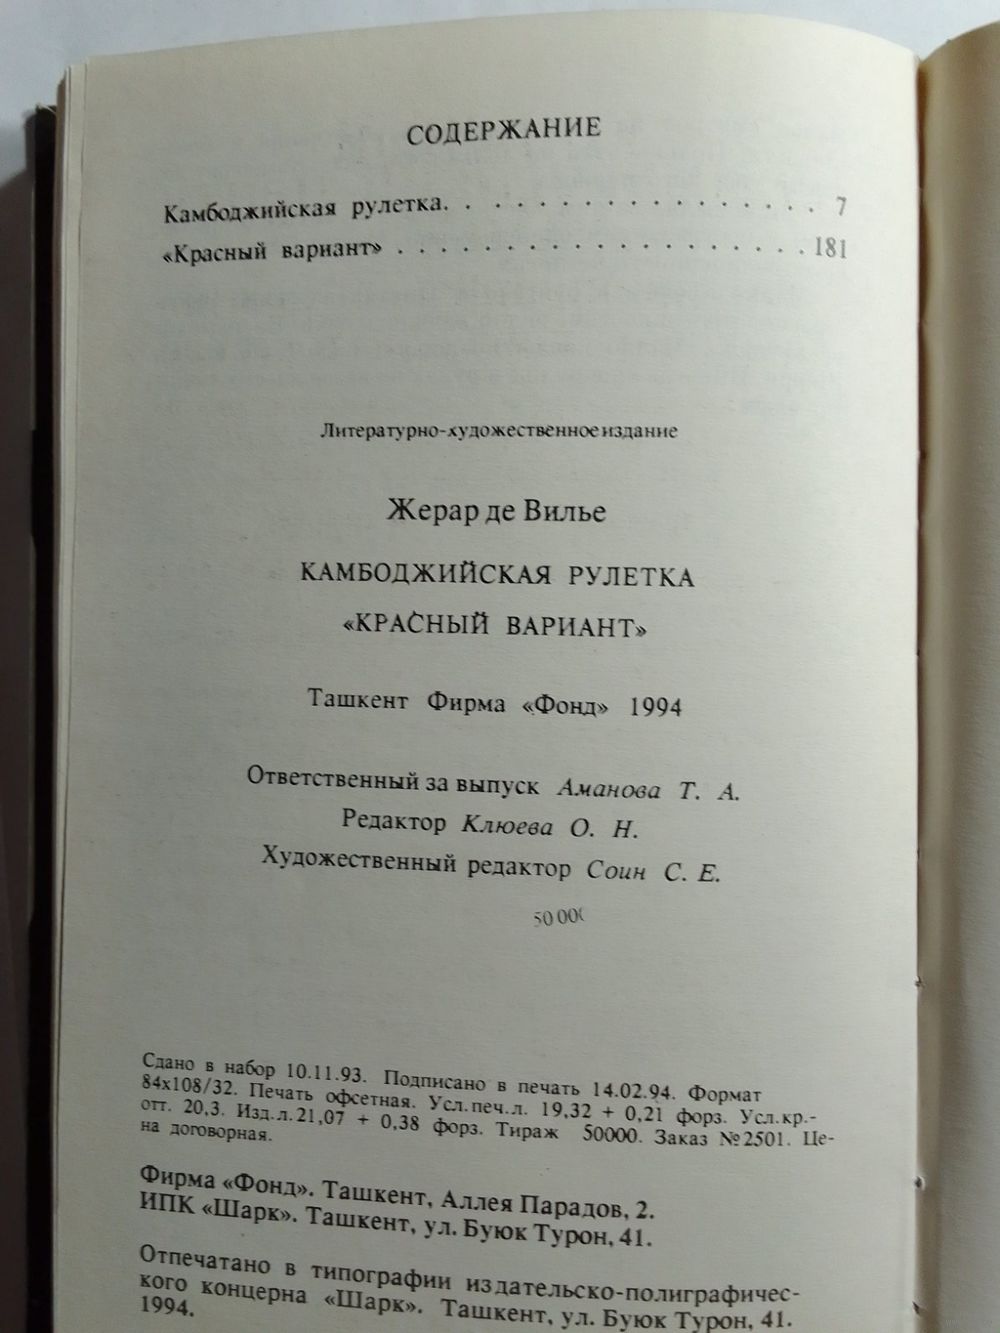 СОДЕРЖАНИЕ
Камбоджийская рулетка. . . . . . . . . . . . . . . . . 7
«Красный вариант» . . . . . . . . . . . . . . . . . . . 181
Литературно-художественное издание
Жерар де Вилье
КАМБОДЖИЙСКАЯ РУЛЕТКА
«КРАСНЫЙ ВАРИАНТ»
Ташкент Фирма «Фонд» 1994
Ответственный за выпуск Аманова Т. А.
Редактор Клюева О. Н.
Художественный редактор Соин С. Е.
50 000
Сдано в набор 10.11.93. Подписано в печать 14.02.94. Формат
84x108/32. Печать офсетная. Усл.печ.л. 19,32 + 0,21 форз. Усл.кр.-
отт. 20,3. Изд.л.21,07 + 0,38 форз. Тираж 50000. Заказ №2501. Це-
на договорная.
Фирма «Фонд». Ташкент, Аллея Парадов, 2.
ИПК «Шарк». Ташкент, ул. Буюк Турон, 41.
Отпечатано в типографии издательско-полиграфичес-
кого концерна «Шарк». Ташкент, ул. Буюк Турон, 41.
1994.